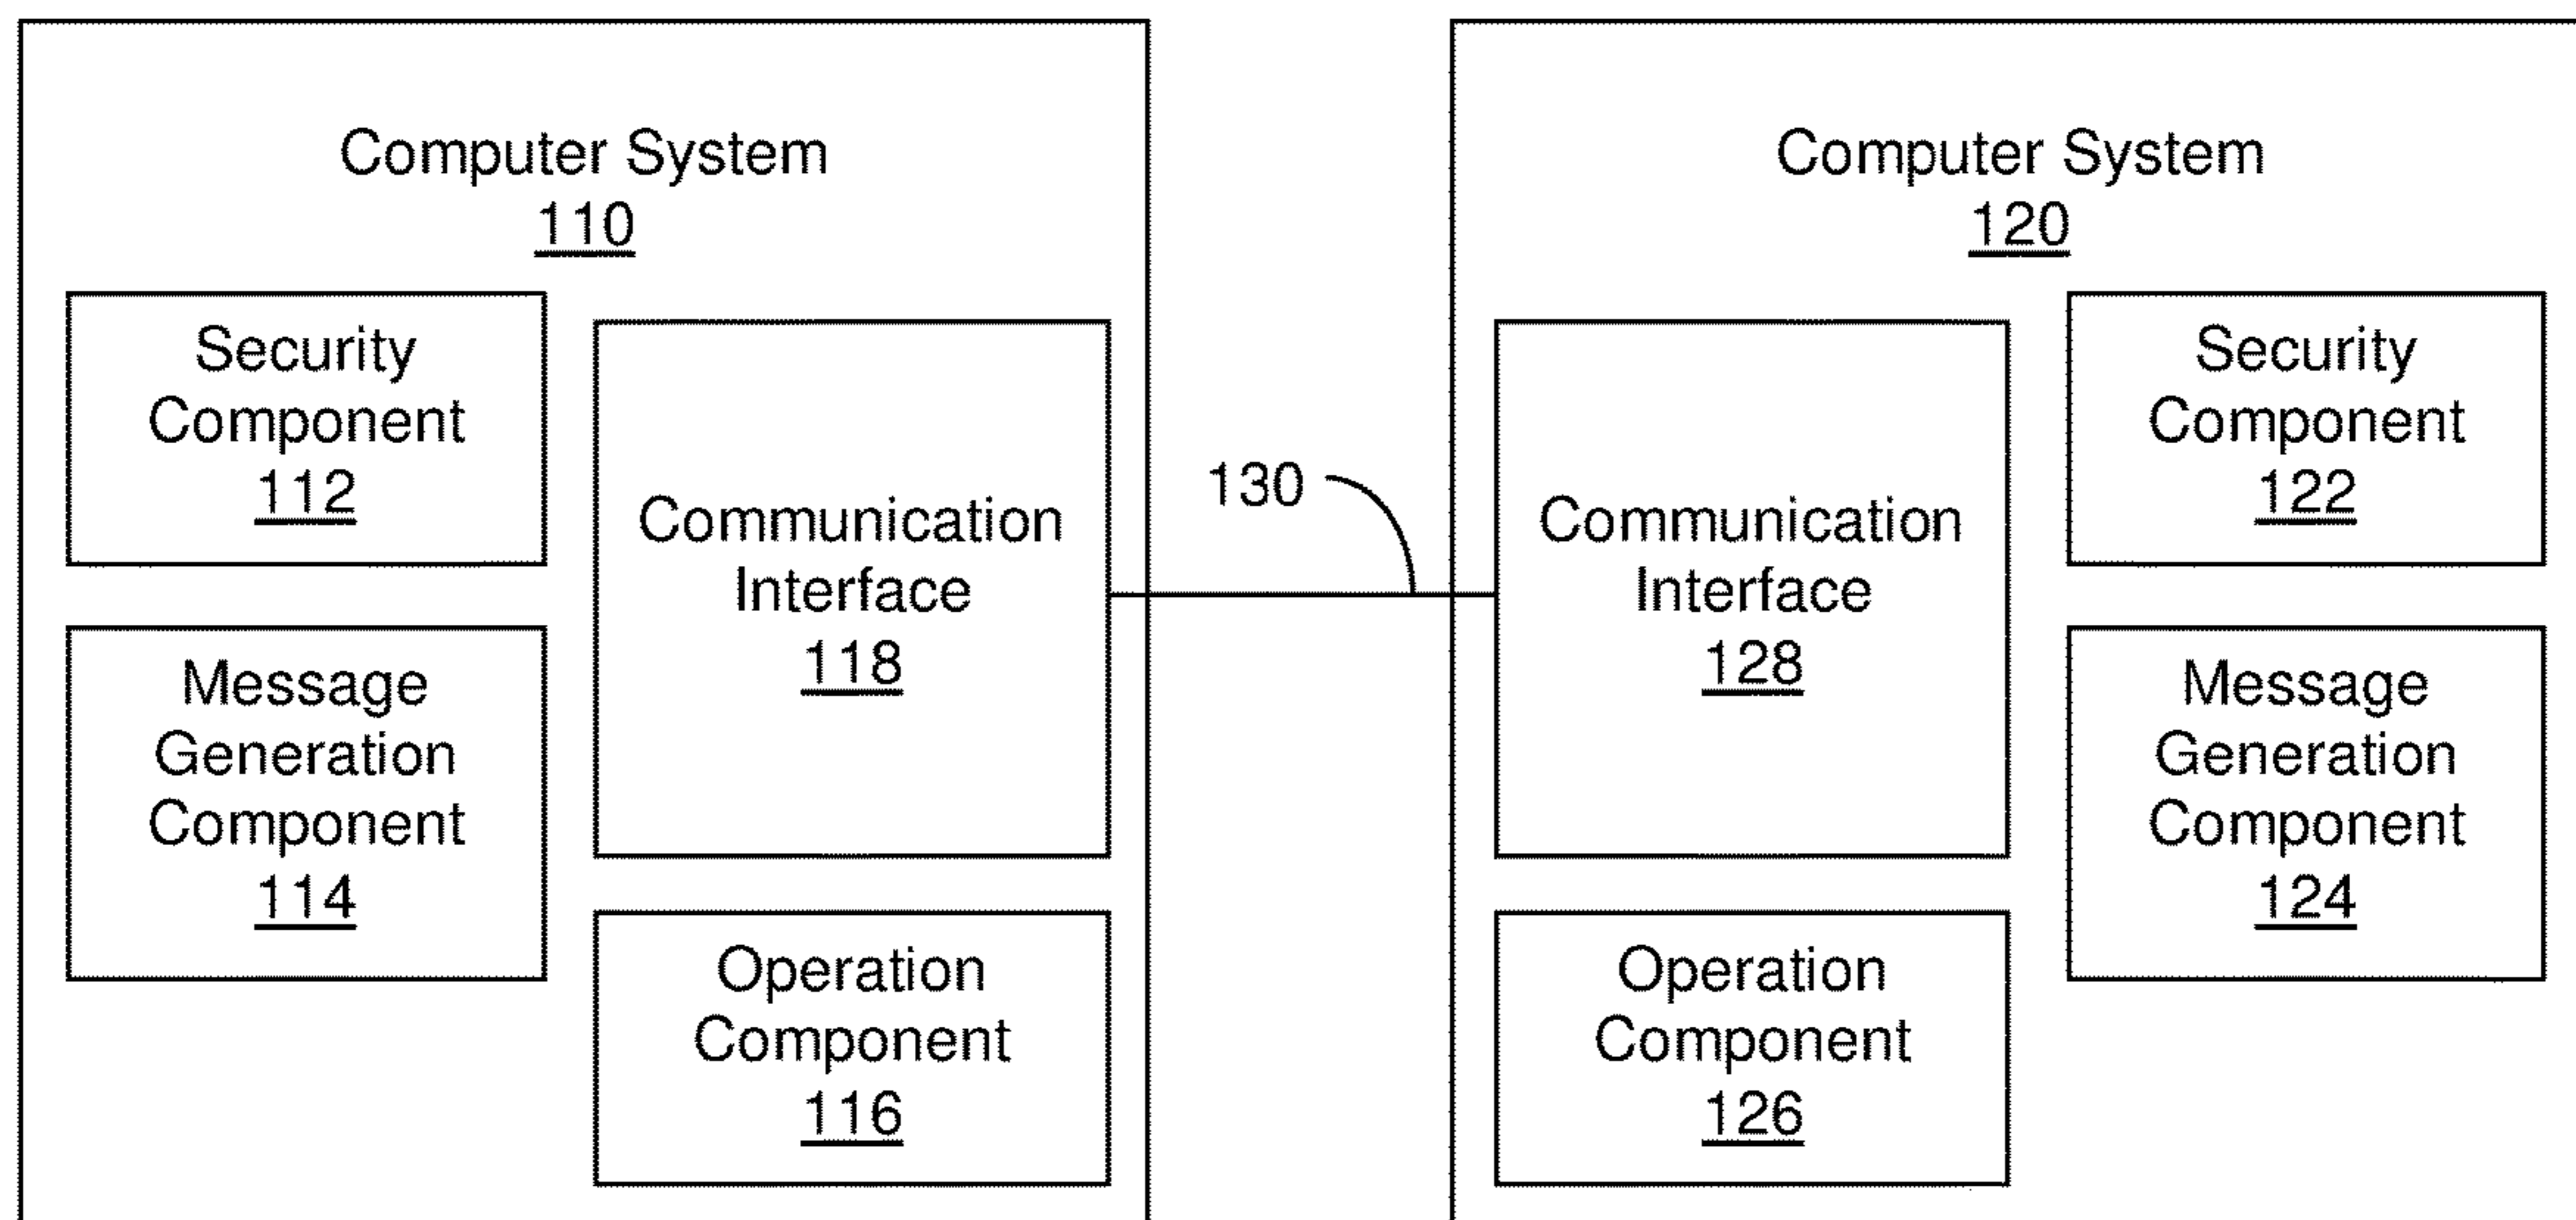 Computer System
110
Security
Component
112
Message
Generation
Component
114
Communication
Interface
118
Operation
Component
116
130
Computer System
120
Communication
Interface
128
Operation
Component
126
Security
Component
122
Message
Generation
Component
124